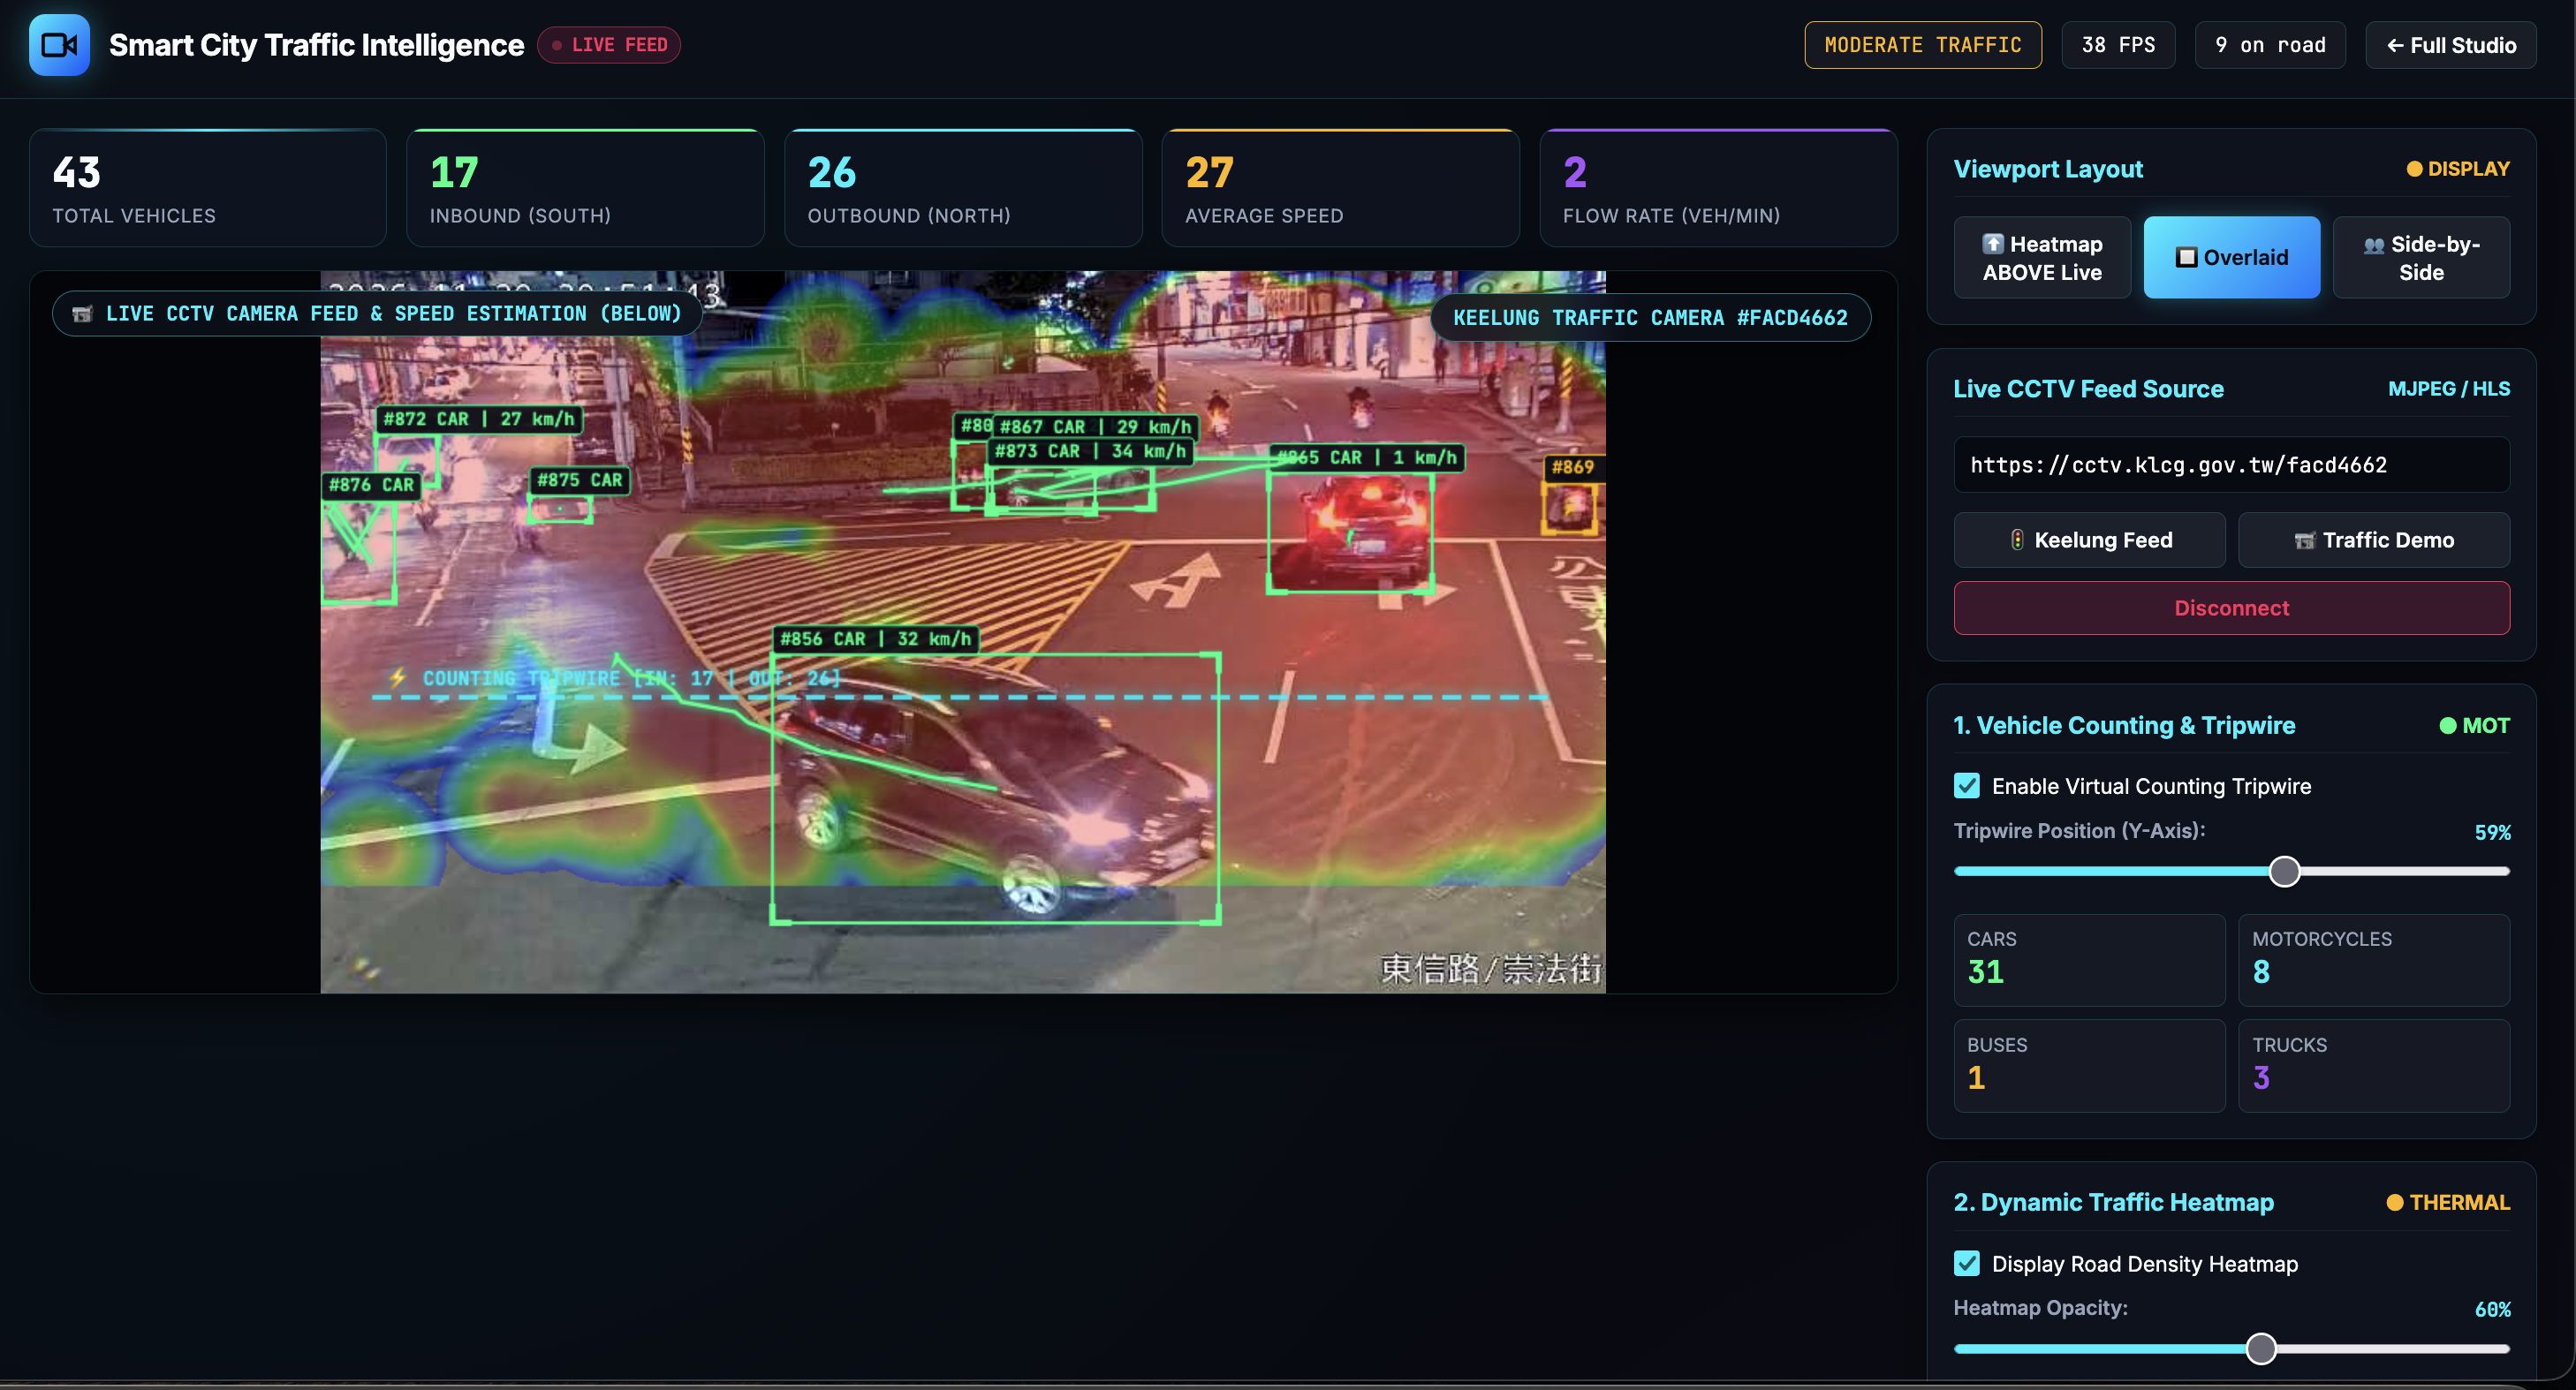 Smart City Traffic Intelligence
LIVE FEED
MODERATE TRAFFIC
38 FPS
9 on road
← Full Studio
43
TOTAL VEHICLES
17
INBOUND (SOUTH)
26
OUTBOUND (NORTH)
27
AVERAGE SPEED
2
FLOW RATE (VEH/MIN)
LIVE CCTV CAMERA FEED & SPEED ESTIMATION (BELOW)
KEELUNG TRAFFIC CAMERA #FACD4662
#872 CAR | 27 km/h
#876 CAR
#875 CAR
#80
#867 CAR | 29 km/h
#873 CAR | 34 km/h
#865 CAR | 1 km/h
#869
#856 CAR | 32 km/h
⚡ COUNTING TRIPWIRE [IN: 17 | OUT: 26]
東信路/崇法街
Viewport Layout
DISPLAY
Heatmap
ABOVE Live
Overlaid
Side-by-
Side
Live CCTV Feed Source
MJPEG / HLS
https://cctv.klcg.gov.tw/facd4662
Keelung Feed
Traffic Demo
Disconnect
1. Vehicle Counting & Tripwire
MOT
Enable Virtual Counting Tripwire
Tripwire Position (Y-Axis):
59%
CARS
31
MOTORCYCLES
8
BUSES
1
TRUCKS
3
2. Dynamic Traffic Heatmap
THERMAL
Display Road Density Heatmap
Heatmap Opacity:
60%